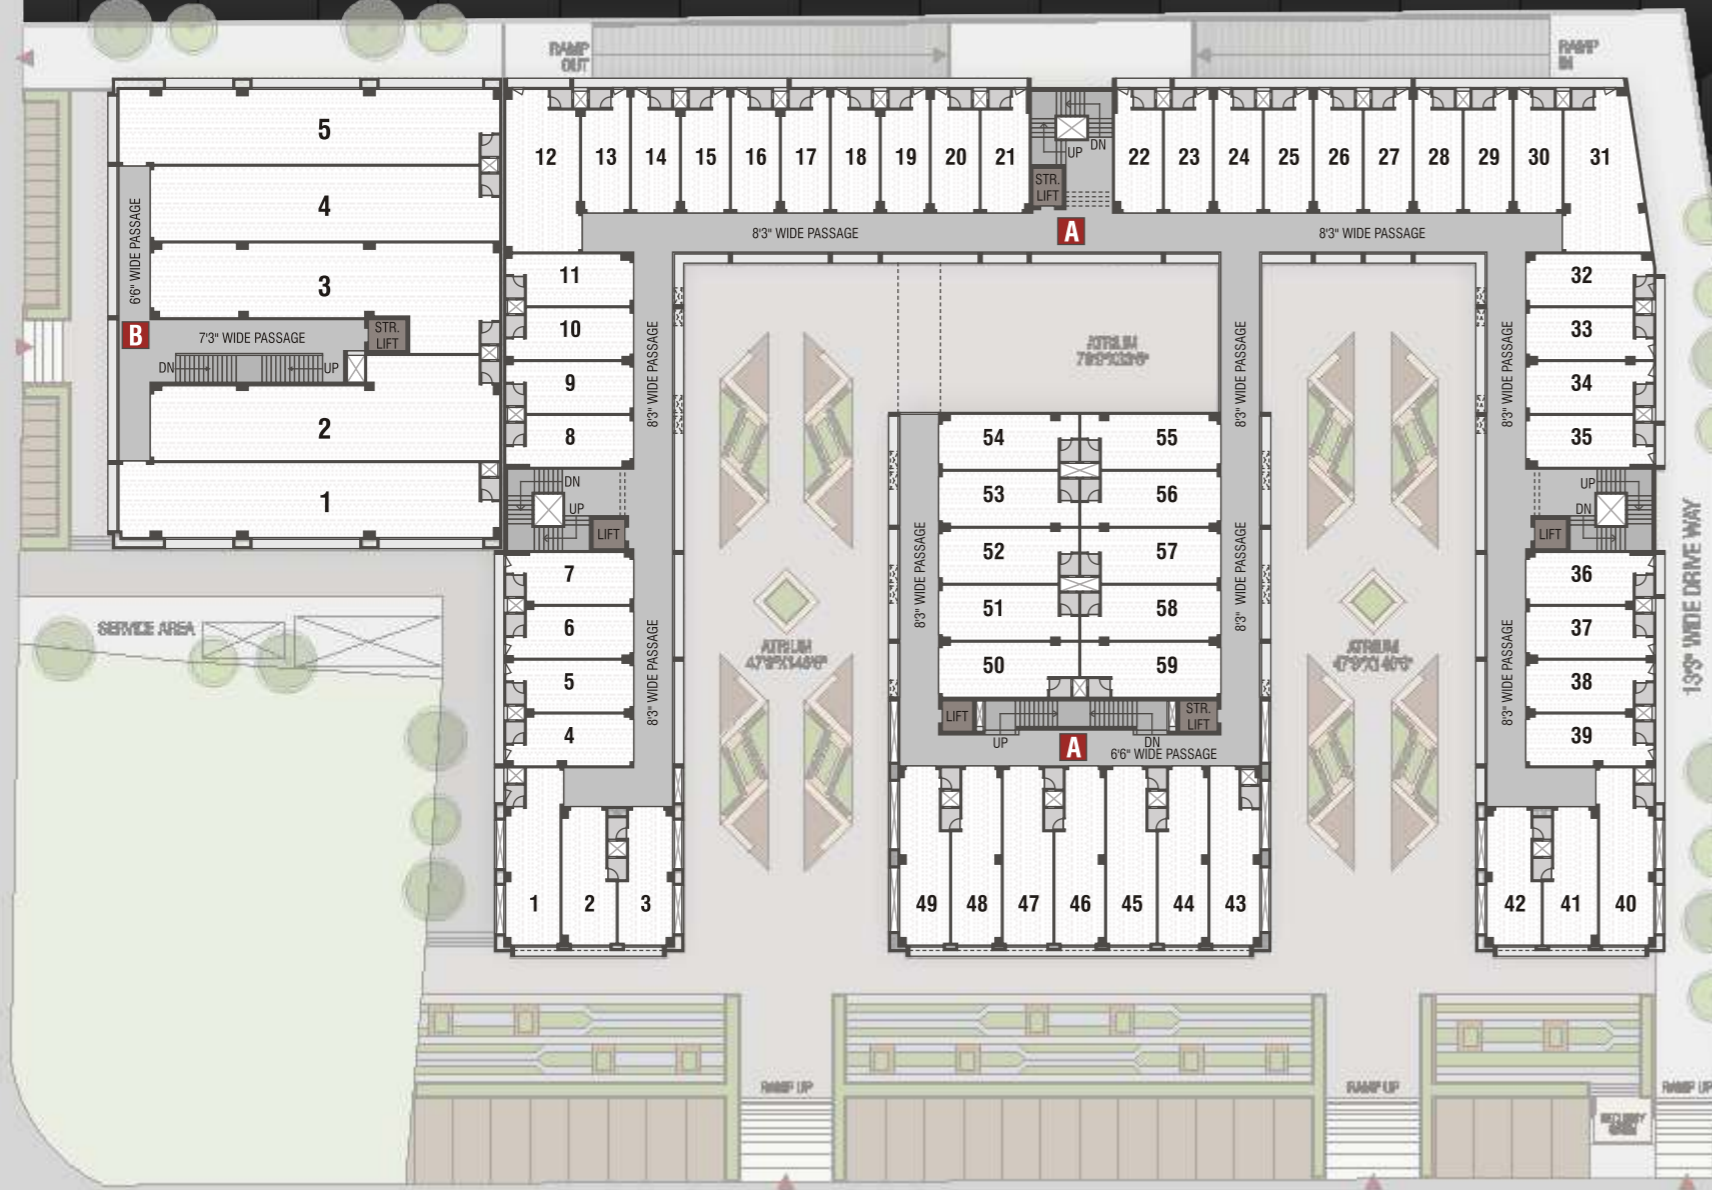 RAMP
OUT
RAMP
IN
5
4
3
2
1
6'6" WIDE PASSAGE
B
7'3" WIDE PASSAGE
STR.
LIFT
DN
UP
12
13
14
15
16
17
18
19
20
21
UP
DN
STR.
LIFT
22
23
24
25
26
27
28
29
30
31
8'3" WIDE PASSAGE
A
8'3" WIDE PASSAGE
11
10
9
8
8'3" WIDE PASSAGE
DN
UP
LIFT
7
6
5
4
8'3" WIDE PASSAGE
1
2
3
SERVICE AREA
ATRIUM
ATRIUM
8'3" WIDE PASSAGE
54
55
53
56
52
57
51
58
50
59
8'3" WIDE PASSAGE
8'3" WIDE PASSAGE
LIFT
STR.
LIFT
UP
A
DN
6'6" WIDE PASSAGE
49
48
47
46
45
44
43
ATRIUM
8'3" WIDE PASSAGE
32
33
34
35
UP
DN
LIFT
36
37
38
39
8'3" WIDE PASSAGE
42
41
40
13'3" WIDE DRIVE WAY
RAMP UP
RAMP UP
RAMP UP